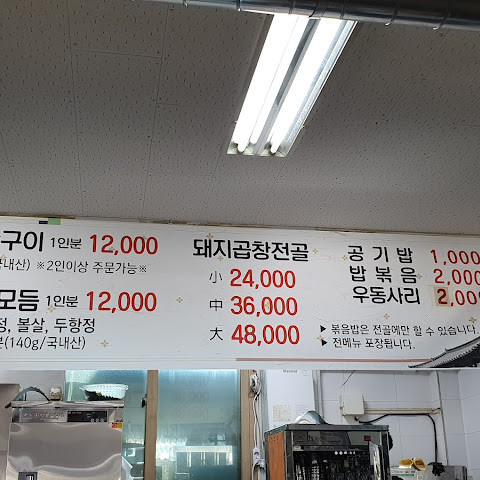 구이 1인분 12,000
국내산) ※2인이상 주문가능※
모듬 1인분 12,000
정, 볼살, 두항정
분(140g/국내산)
돼지곱창전골
小 24,000
中 36,000
大 48,000
공기밥 1,000
밥볶음 2,000
우동사리 2,000
▶ 볶음밥은 전골에만 할 수 있습니다.
▶ 전메뉴 포장됩니다.